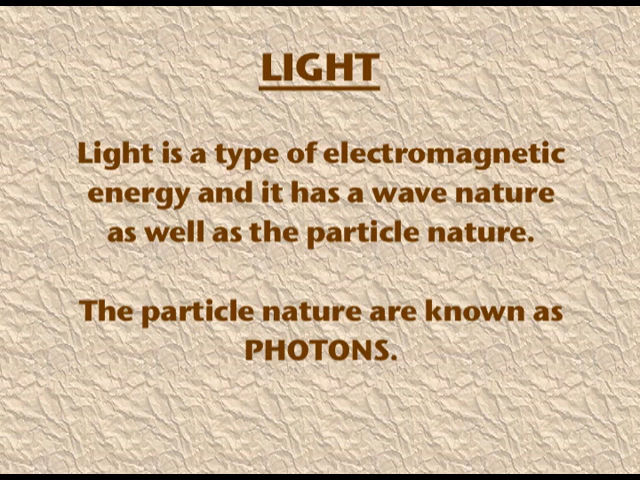 LIGHT
Light is a type of electromagnetic
energy and it has a wave nature
as well as the particle nature.
The particle nature are known as
PHOTONS.